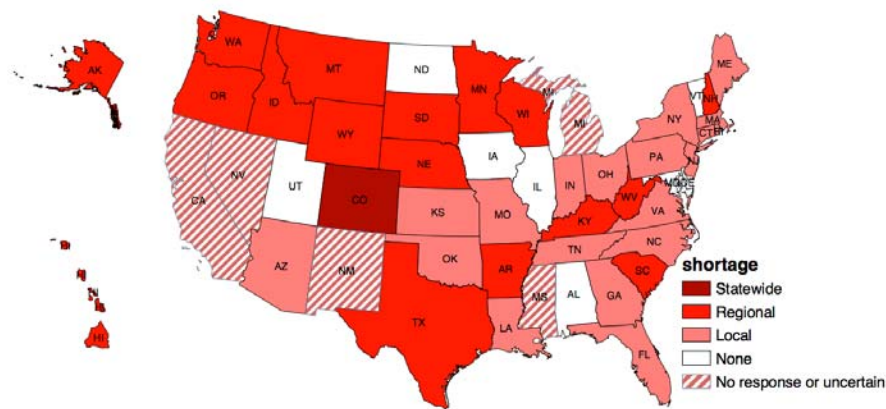 WA
MT
ND
MN
ME
AK
OR
ID
SD
WI
MI
VT
NH
WY
NY
MA
CT
RI
MI
NE
IA
PA
NJ
NV
UT
IL
IN
OH
MD
DE
CA
CO
KS
MO
WV
VA
KY
NC
AZ
NM
OK
AR
TN
SC
MS
AL
GA
TX
LA
FL
HI
HI
shortage
Statewide
Regional
Local
None
No response or uncertain